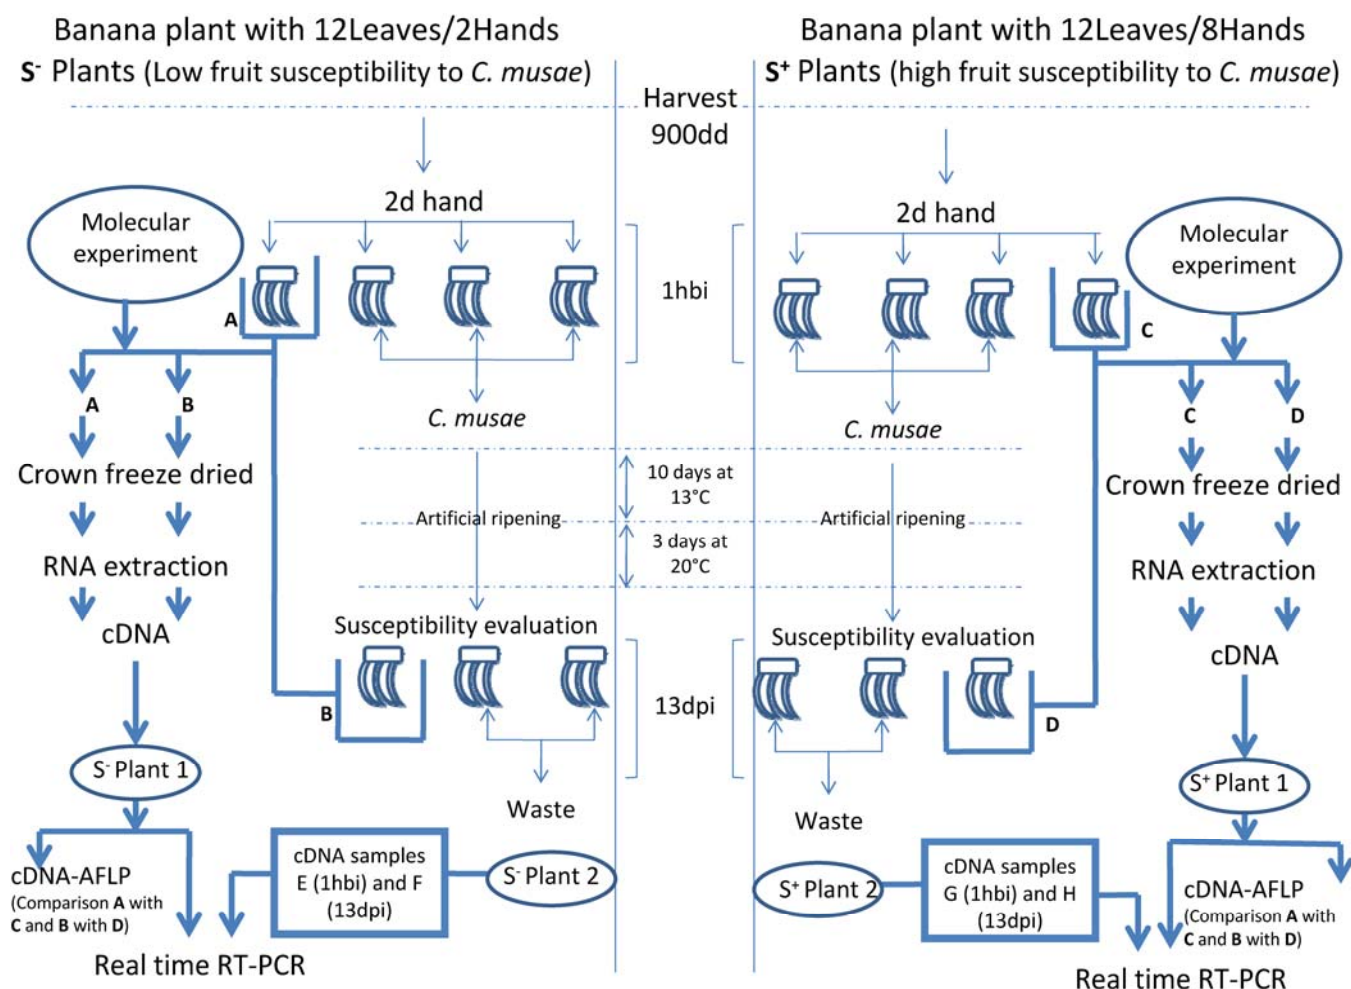 Banana plant with 12Leaves/2Hands
S⁻ Plants (Low fruit susceptibility to C. musae)
Banana plant with 12Leaves/8Hands
S⁺ Plants (high fruit susceptibility to C. musae)
Harvest
900dd
2d hand
Molecular
experiment
A
1hbi
A
B
C. musae
Crown freeze dried
10 days at
13°C
Artificial ripening
3 days at
20°C
RNA extraction
cDNA
Susceptibility evaluation
B
13dpi
S⁻ Plant 1
Waste
cDNA-AFLP
(Comparison A with
C and B with D)
cDNA samples
E (1hbi) and F
(13dpi)
S⁻ Plant 2
Real time RT-PCR
2d hand
Molecular
experiment
C
C
D
C. musae
Crown freeze dried
Artificial ripening
RNA extraction
Susceptibility evaluation
cDNA
D
S⁺ Plant 1
Waste
S⁺ Plant 2
cDNA samples
G (1hbi) and H
(13dpi)
cDNA-AFLP
(Comparison A with
C and B with D)
Real time RT-PCR